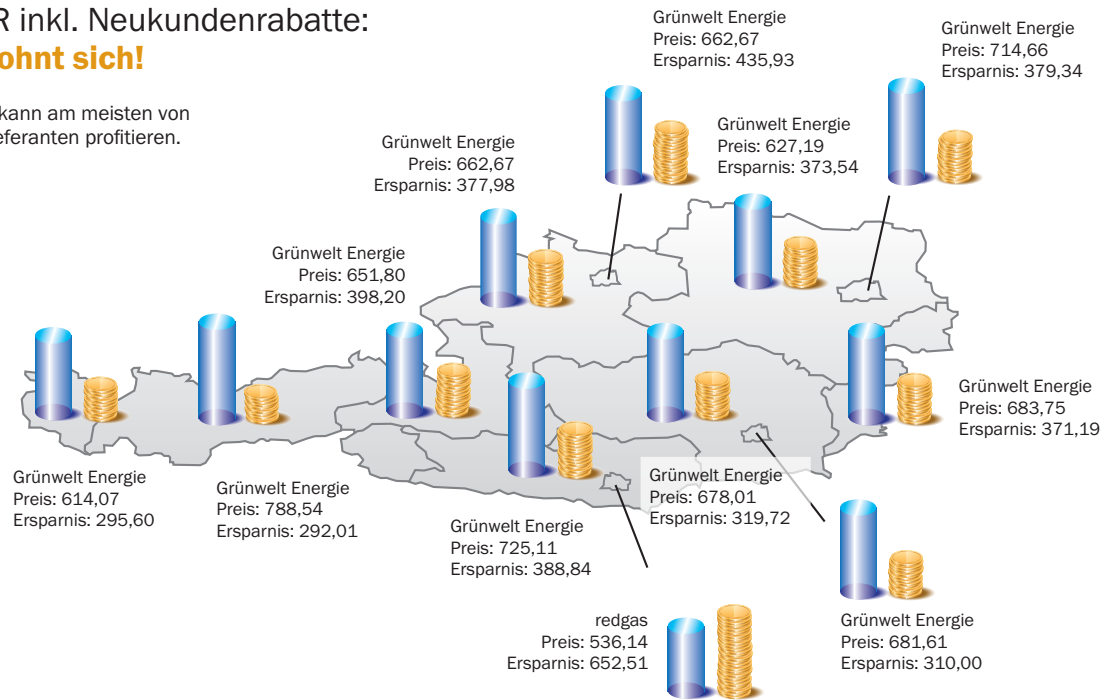 R inkl. Neukundenrabatte:
ohnt sich!
kann am meisten von
eferanten profitieren.
Grünwelt Energie
Preis: 662,67
Ersparnis: 435,93
Grünwelt Energie
Preis: 714,66
Ersparnis: 379,34
Grünwelt Energie
Preis: 627,19
Ersparnis: 373,54
Grünwelt Energie
Preis: 662,67
Ersparnis: 377,98
Grünwelt Energie
Preis: 651,80
Ersparnis: 398,20
Grünwelt Energie
Preis: 683,75
Ersparnis: 371,19
Grünwelt Energie
Preis: 614,07
Ersparnis: 295,60
Grünwelt Energie
Preis: 788,54
Ersparnis: 292,01
Grünwelt Energie
Preis: 725,11
Ersparnis: 388,84
Grünwelt Energie
Preis: 678,01
Ersparnis: 319,72
redgas
Preis: 536,14
Ersparnis: 652,51
Grünwelt Energie
Preis: 681,61
Ersparnis: 310,00